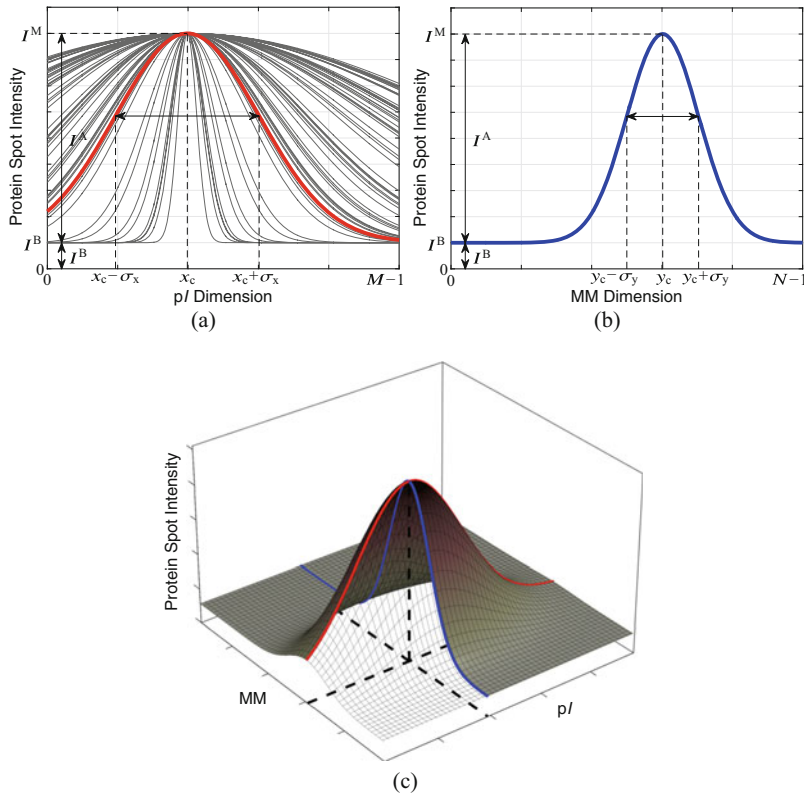 Protein Spot Intensity
I^M
I^A
I^B
I^B
0
0
x_c−σ_x
x_c
x_c+σ_x
M−1
pI Dimension
(a)
Protein Spot Intensity
I^M
I^A
I^B
I^B
0
0
y_c−σ_y
y_c
y_c+σ_y
N−1
MM Dimension
(b)
Protein Spot Intensity
MM
pI
(c)